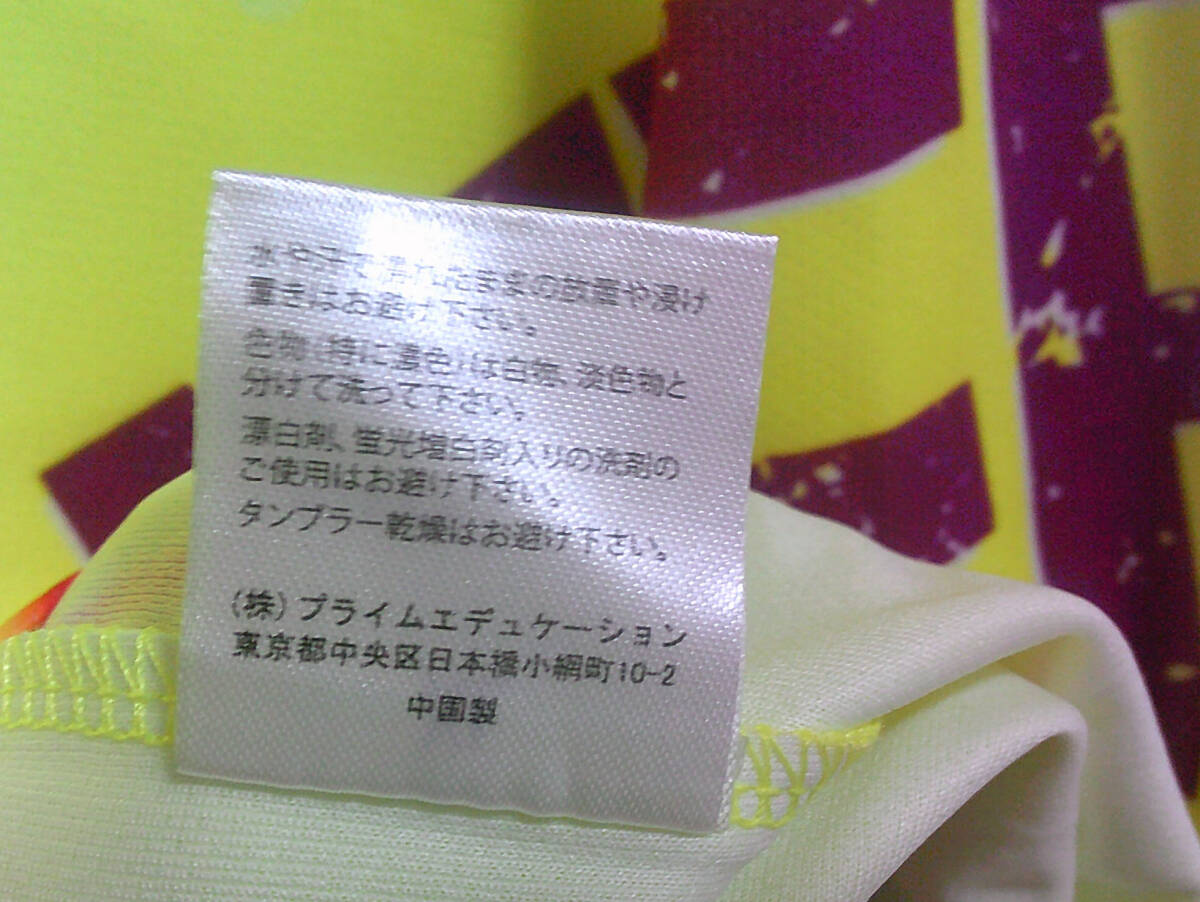 水や汗で濡れたままの放置や浸け
置きはお避け下さい。
色物(特に濃色)は白物、淡色物と
分けて洗って下さい。
漂白剤、蛍光増白剤入りの洗剤の
ご使用はお避け下さい。
タンブラー乾燥はお避け下さい。
(株)プライムエデュケーション
東京都中央区日本橋小網町10-2
中国製